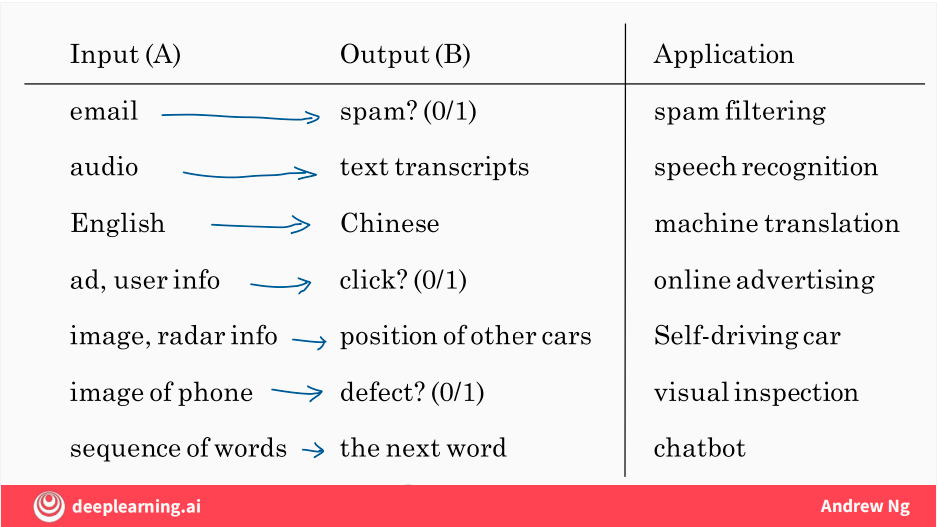 Input (A) Output (B) Application
email spam? (0/1) spam filtering
audio text transcripts speech recognition
English Chinese machine translation
ad, user info click? (0/1) online advertising
image, radar info position of other cars Self-driving car
image of phone defect? (0/1) visual inspection
sequence of words the next word chatbot
deeplearning.ai Andrew Ng